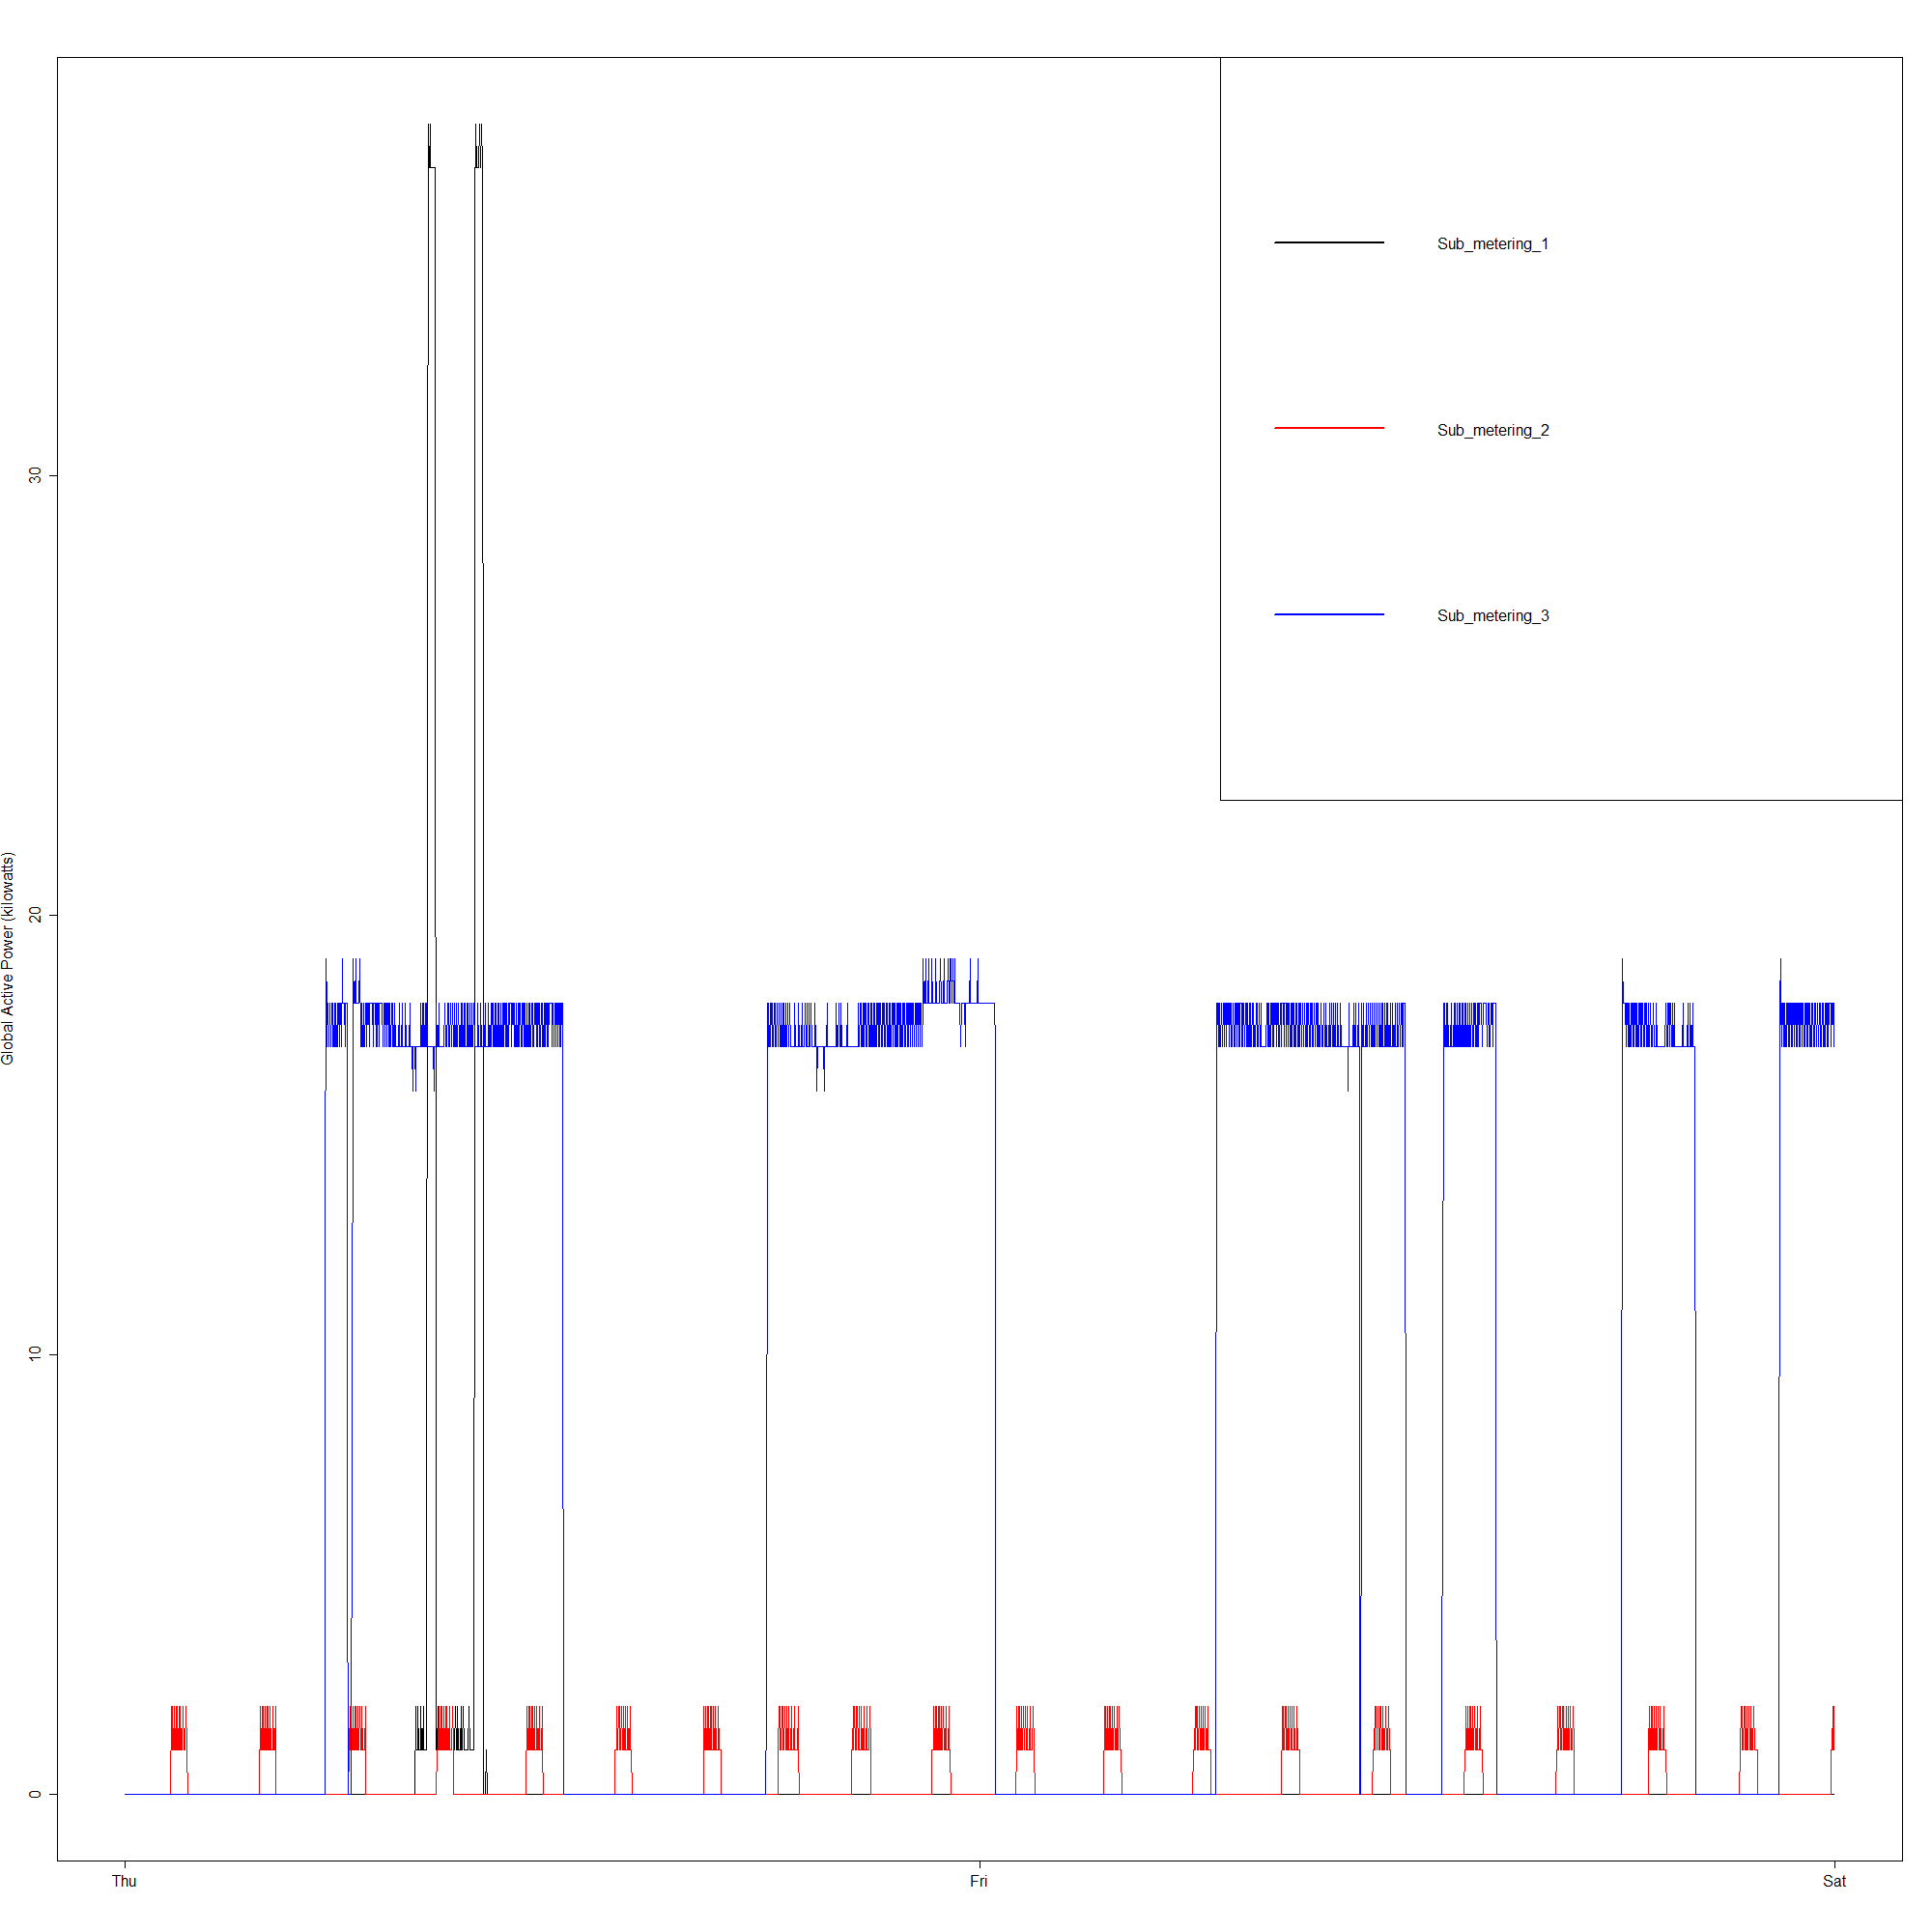 Sub_metering_1
Sub_metering_2
Sub_metering_3
Global Active Power (kilowatts)
30
20
10
0
Thu
Fri
Sat